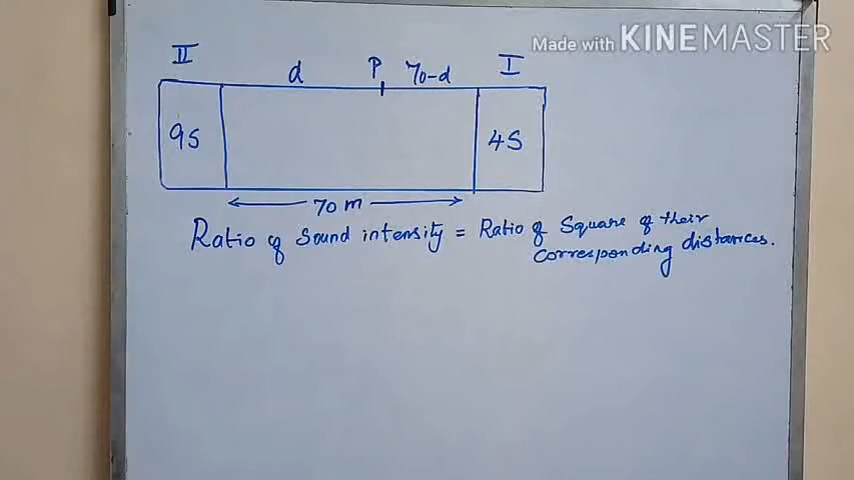 Made with KINEMASTER
II
d
P
70-d
I
9S
4S
70 m
Ratio of Sound intensity = Ratio of Square of their
corresponding distances.